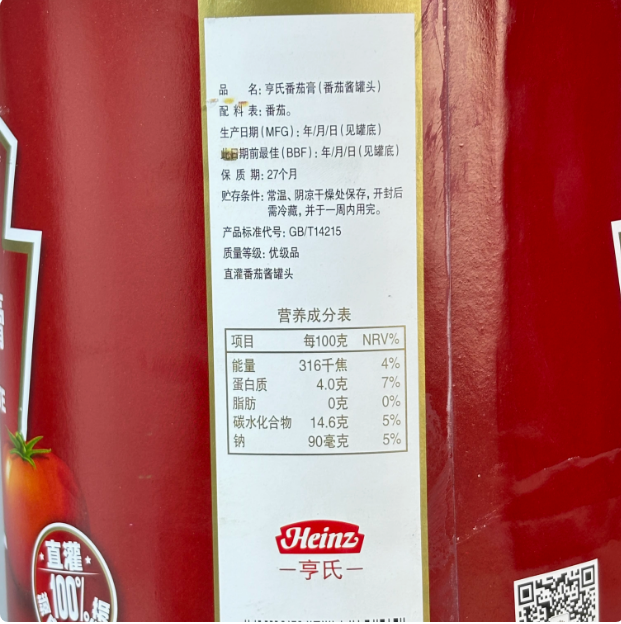 品 名: 亨氏番茄膏 (番茄酱罐头)
配 料 表: 番茄。
生产日期 (MFG) : 年/月/日 (见罐底)
此日期前最佳 (BBF) : 年/月/日 (见罐底)
保 质 期: 27个月
贮存条件: 常温、阴凉干燥处保存, 开封后
需冷藏, 并于一周内用完。
产品标准代号: GB/T14215
质量等级: 优级品
直灌番茄酱罐头
营养成分表
项目 每100克 NRV%
能量 316千焦 4%
蛋白质 4.0克 7%
脂肪 0克 0%
碳水化合物 14.6克 5%
钠 90毫克 5%
Heinz
亨氏
直灌
100%